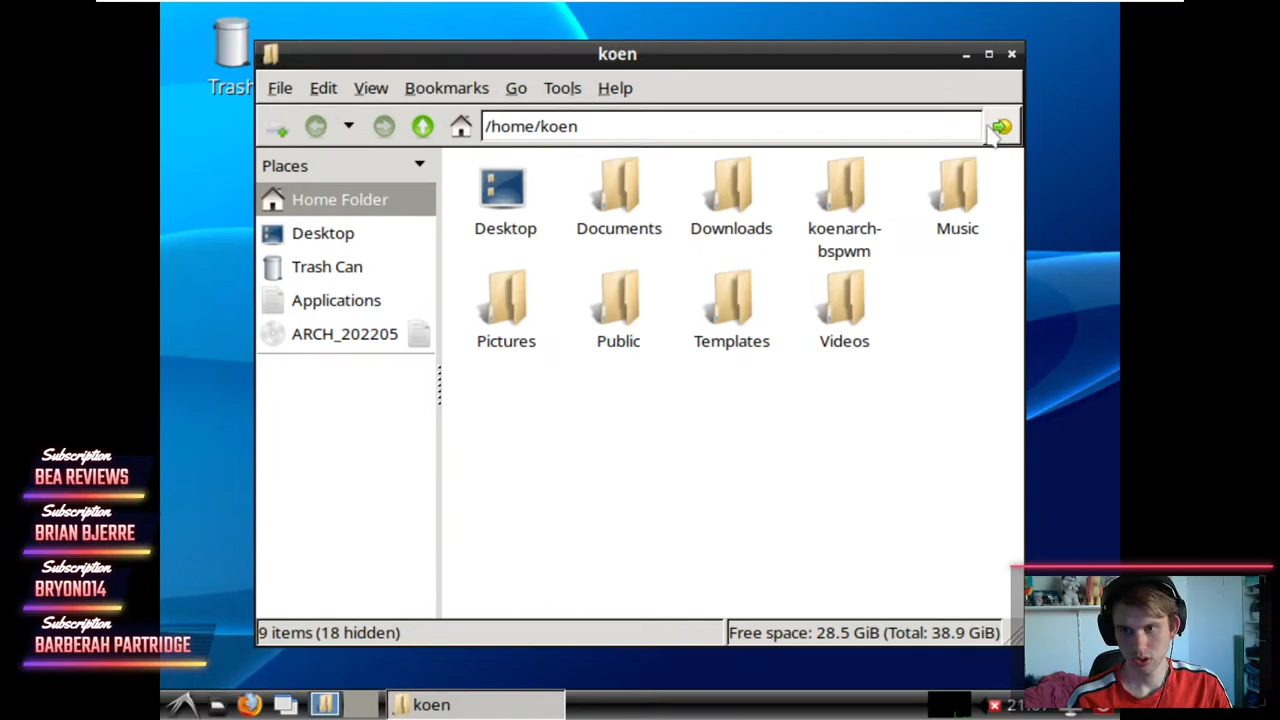 Trash
koen
File Edit View Bookmarks Go Tools Help
/home/koen
Places
Home Folder
Desktop
Trash Can
Applications
ARCH_202205
Desktop Documents Downloads koenarch-bspwm Music
Pictures Public Templates Videos
9 items (18 hidden) Free space: 28.5 GiB (Total: 38.9 GiB)
Subscription
BEA REVIEWS
Subscription
BRIAN BJERRE
Subscription
BRYONO14
Subscription
BARBERAH PARTRIDGE
koen